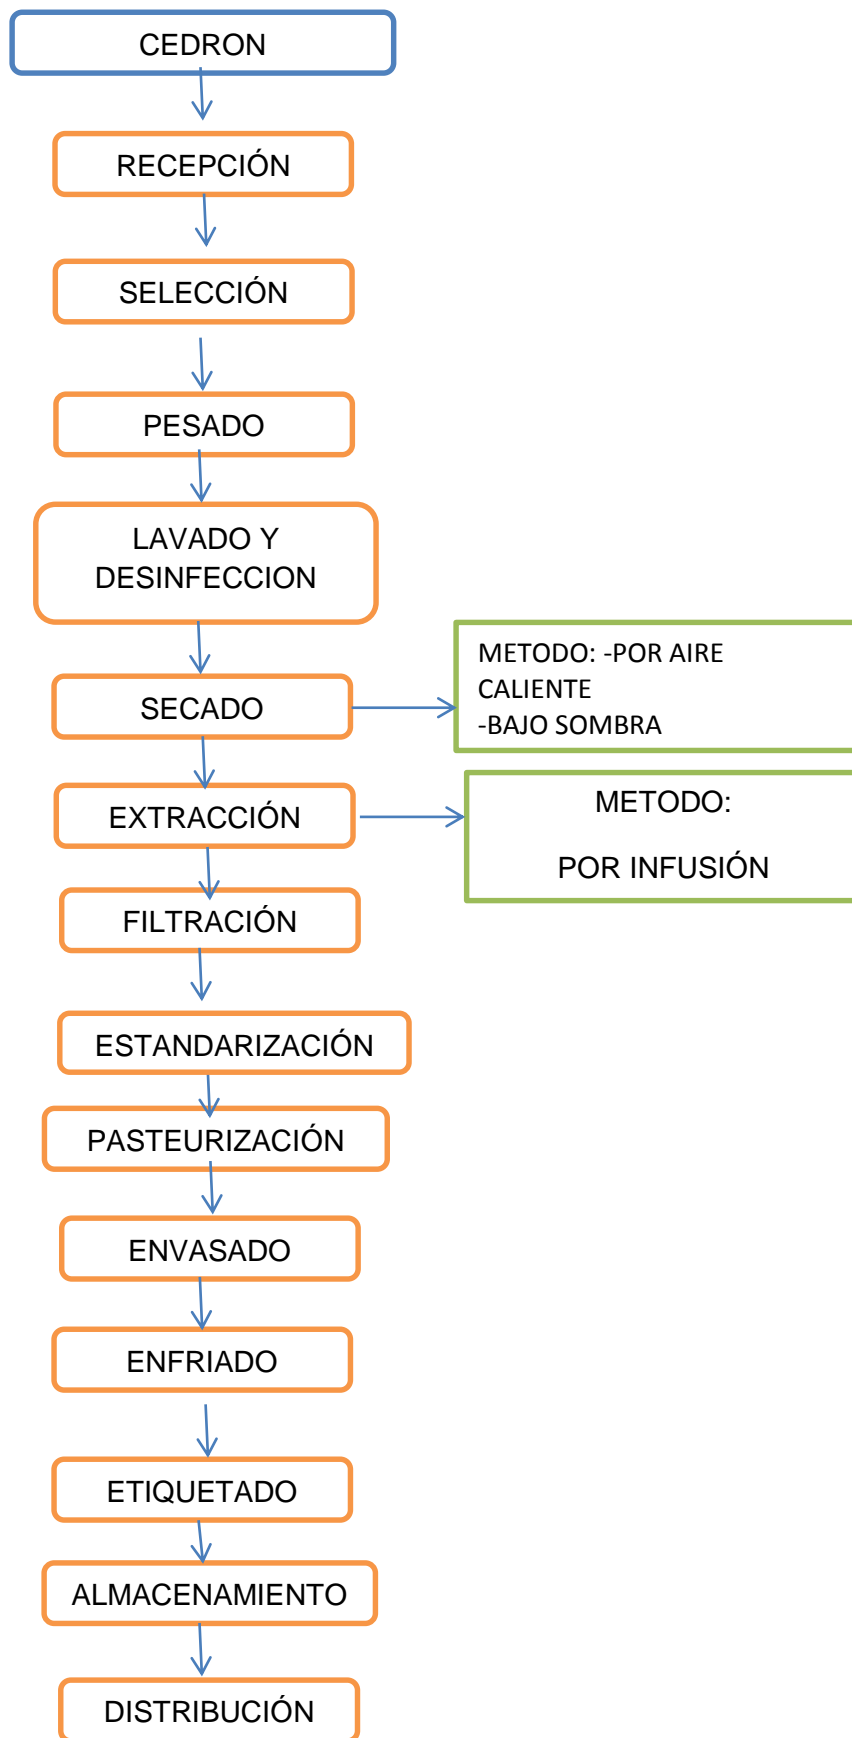 CEDRON
RECEPCIÓN
SELECCIÓN
PESADO
LAVADO Y
DESINFECCION
SECADO
METODO: -POR AIRE
CALIENTE
-BAJO SOMBRA
EXTRACCIÓN
METODO:
POR INFUSIÓN
FILTRACIÓN
ESTANDARIZACIÓN
PASTEURIZACIÓN
ENVASADO
ENFRIADO
ETIQUETADO
ALMACENAMIENTO
DISTRIBUCIÓN